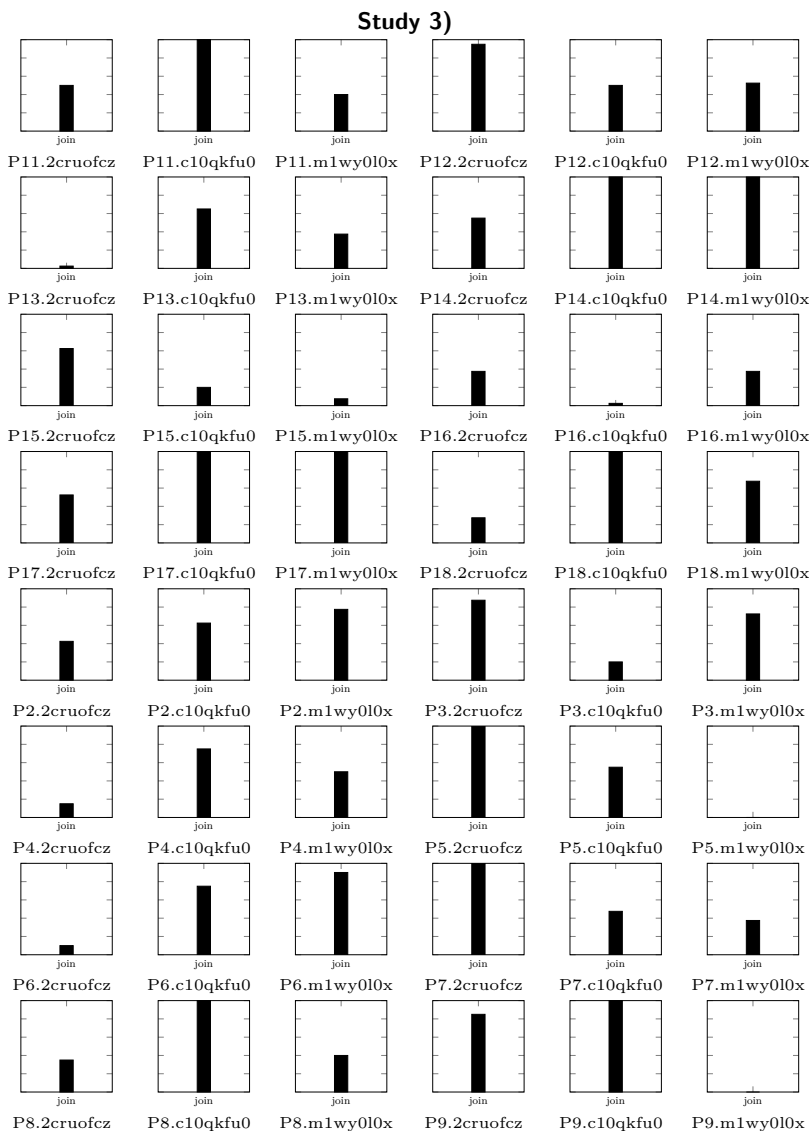 Study 3)
join join join join join join
P11.2cruofcz P11.c10qkfu0 P11.m1wy0l0x P12.2cruofcz P12.c10qkfu0 P12.m1wy0l0x
join join join join join join
P13.2cruofcz P13.c10qkfu0 P13.m1wy0l0x P14.2cruofcz P14.c10qkfu0 P14.m1wy0l0x
join join join join join join
P15.2cruofcz P15.c10qkfu0 P15.m1wy0l0x P16.2cruofcz P16.c10qkfu0 P16.m1wy0l0x
join join join join join join
P17.2cruofcz P17.c10qkfu0 P17.m1wy0l0x P18.2cruofcz P18.c10qkfu0 P18.m1wy0l0x
join join join join join join
P2.2cruofcz P2.c10qkfu0 P2.m1wy0l0x P3.2cruofcz P3.c10qkfu0 P3.m1wy0l0x
join join join join join join
P4.2cruofcz P4.c10qkfu0 P4.m1wy0l0x P5.2cruofcz P5.c10qkfu0 P5.m1wy0l0x
join join join join join join
P6.2cruofcz P6.c10qkfu0 P6.m1wy0l0x P7.2cruofcz P7.c10qkfu0 P7.m1wy0l0x
join join join join join join
P8.2cruofcz P8.c10qkfu0 P8.m1wy0l0x P9.2cruofcz P9.c10qkfu0 P9.m1wy0l0x